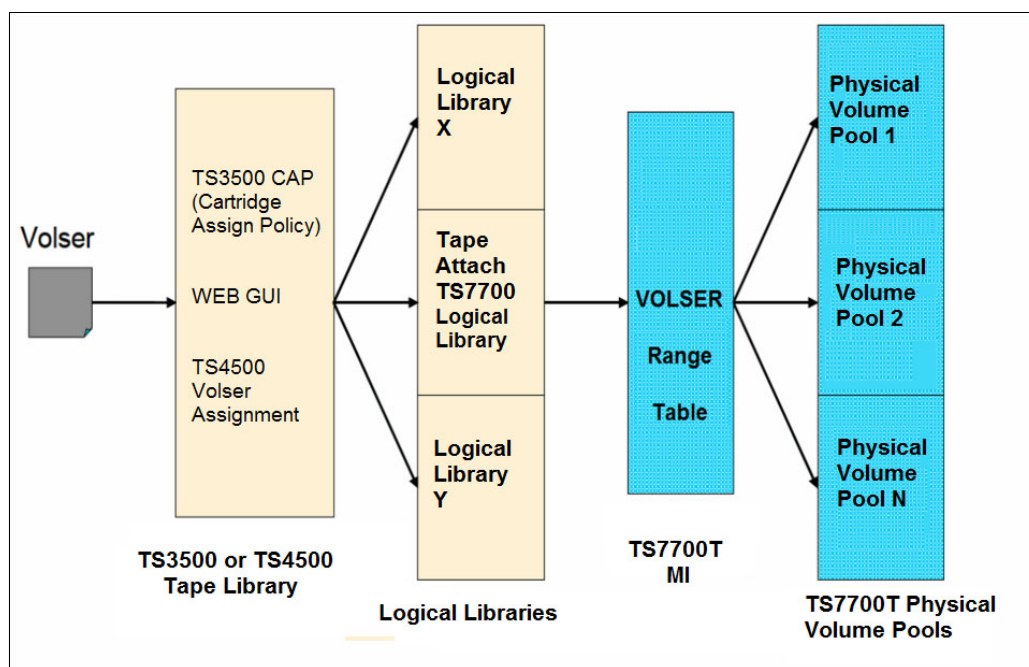 Volser
TS3500 CAP
(Cartridge
Assign Policy)
WEB GUI
TS4500
Volser
Assignment
TS3500 or TS4500
Tape Library
Logical
Library
X
Tape
Attach
TS7700
Logical
Library
Logical
Library
Y
Logical Libraries
VOLSER
Range
Table
TS7700T
MI
Physical
Volume
Pool 1
Physical
Volume
Pool 2
Physical
Volume
Pool N
TS7700T Physical
Volume Pools